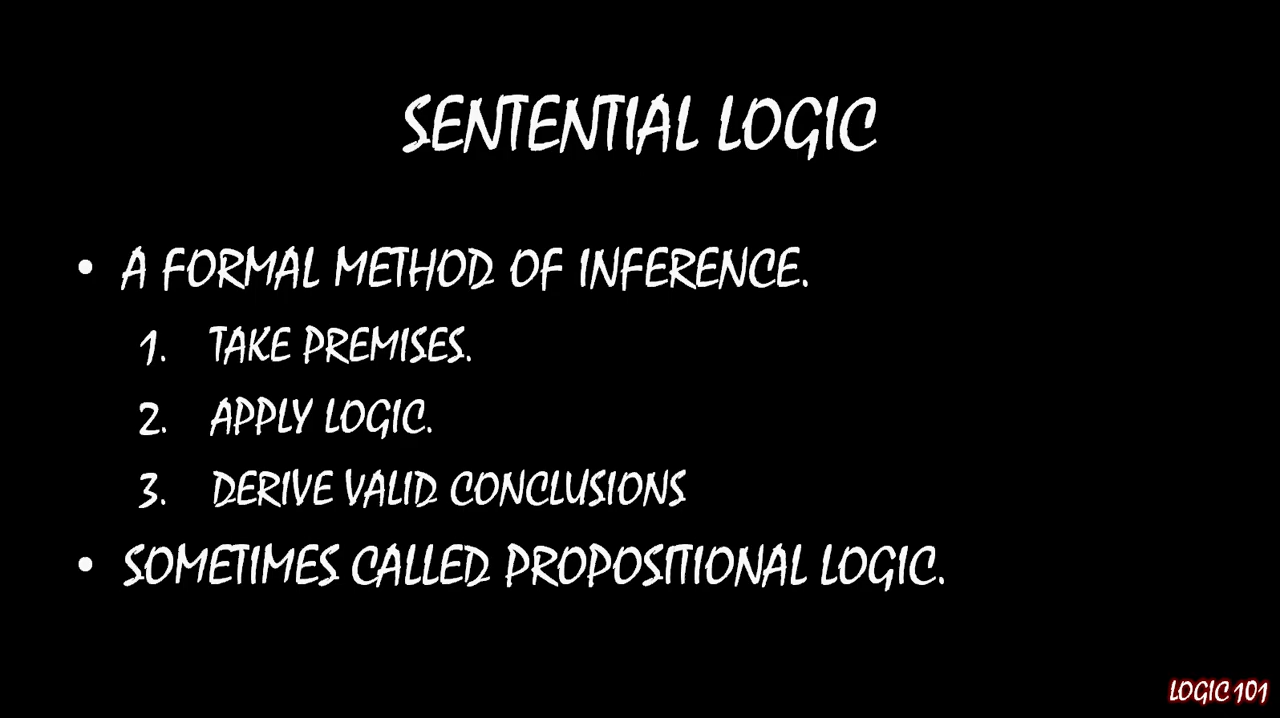 SENTENTIAL LOGIC
• A FORMAL METHOD OF INFERENCE.
1. TAKE PREMISES.
2. APPLY LOGIC.
3. DERIVE VALID CONCLUSIONS
• SOMETIMES CALLED PROPOSITIONAL LOGIC.
LOGIC 101